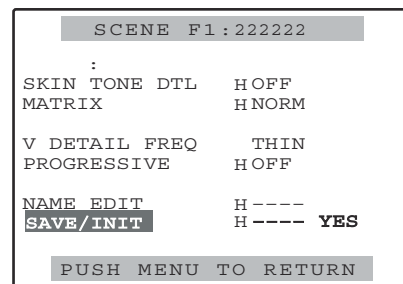 SCENE F1:222222
:
SKIN TONE DTL H OFF
MATRIX H NORM
V DETAIL FREQ THIN
PROGRESSIVE H OFF
NAME EDIT H ----
SAVE/INIT H ---- YES
PUSH MENU TO RETURN